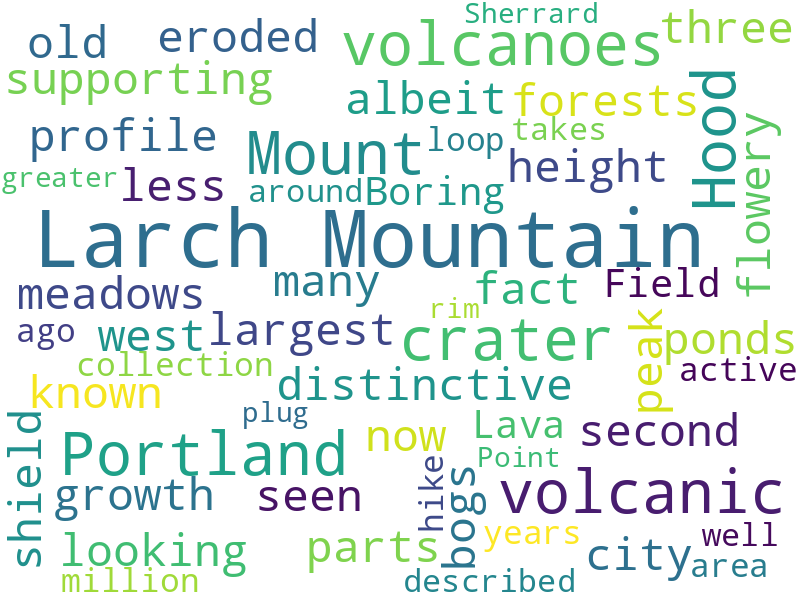 Sherrard
old
eroded
volcanoes
three
supporting
albeit
forests
Hood
profile
Mount
loop
takes
flowery
greater
less
around
Boring
height
Larch Mountain
meadows
many
fact
Field
ago
west
largest
crater
rim
peak
ponds
collection
known
distinctive
active
plug
shield
Portland
now
Lava
second
Point
growth
seen
hike
bogs
volcanic
looking
parts
years
city
well
area
million
described